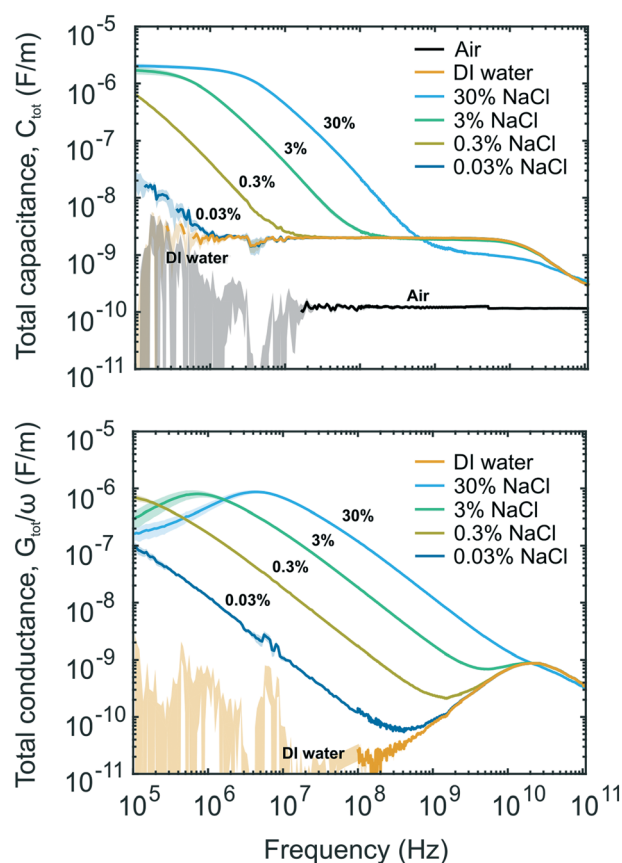 Total capacitance, C_tot (F/m)
10^-5
10^-6
10^-7
10^-8
10^-9
10^-10
10^-11
Air
DI water
30% NaCl
3% NaCl
0.3% NaCl
0.03% NaCl
30%
3%
0.3%
0.03%
DI water
Air
Total conductance, G_tot/ω (F/m)
10^-5
10^-6
10^-7
10^-8
10^-9
10^-10
10^-11
DI water
30% NaCl
3% NaCl
0.3% NaCl
0.03% NaCl
30%
3%
0.3%
0.03%
DI water
10^5 10^6 10^7 10^8 10^9 10^10 10^11
Frequency (Hz)